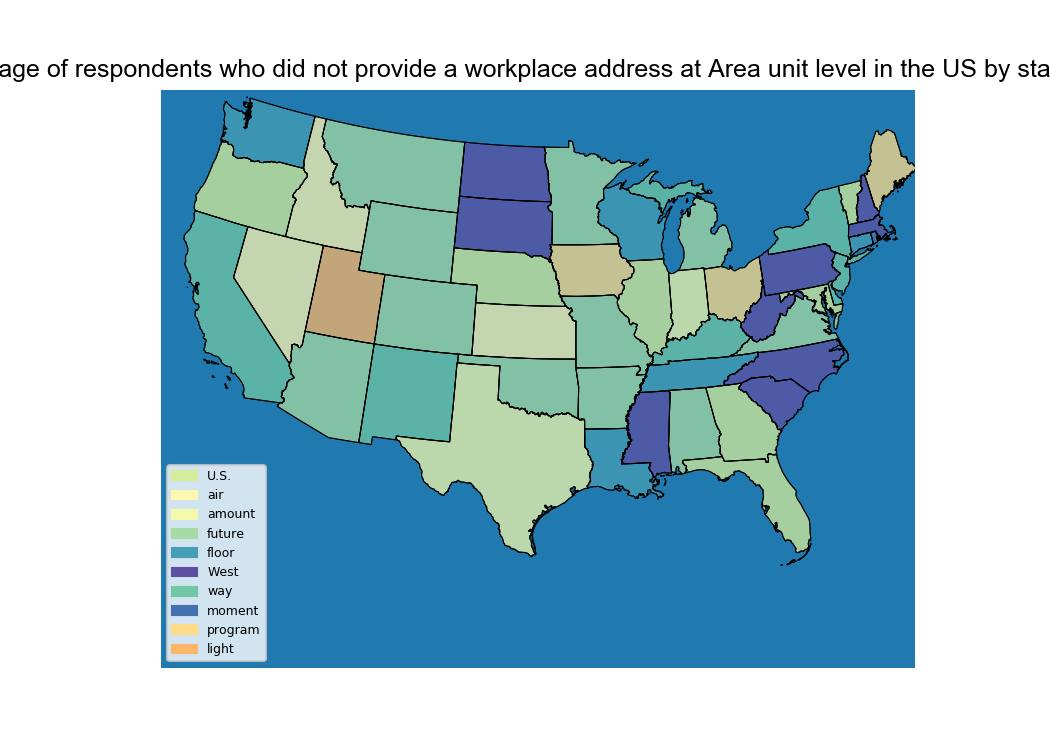 age of respondents who did not provide a workplace address at Area unit level in the US by sta
U.S.
air
amount
future
floor
West
way
moment
program
light